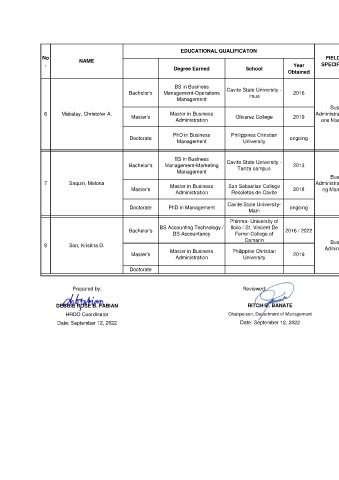 EDUCATIONAL QUALIFICATON
No.
NAME
Degree Earned
School
Year Obtained
FIEL
SPECIF
6
Mabalay, Christofer A.
Bachelor's
BS in Business
Management-Operations
Management
Cavite State University -
Imus
2016
Master's
Master in Business
Administration
Olivarez College
2019
Doctorate
PhD in Business
Management
Philippines Christian
University
ongoing
Bus
Administra
ons Man
7
Saquin, Melona
Bachelor's
BS in Business
Management-Marketing
Management
Cavite State University -
Tanza campus
2013
Master's
Master in Business
Administration
San Sebastian College
Recoletos de Cavite
2018
Doctorate
PhD in Management
Cavite State University-
Main
ongoing
Bus
Administra
ng Man
8
Son, Kristina D.
Bachelor's
BS Accounting Technology /
BS Accountancy
Phinma- University of
Iloilo / St. Vincent De
Ferrer College of
Camarin
2016 / 2022
Master's
Master in Business
Administration
Philippine Christian
University
2019
Doctorate
Bus
Admin
Prepared by:
FABIAN
HRDO Coordinator
Date: September 12, 2022
Reviewed:
BANATE
Chairperson, Department of Management
Date: September 12, 2022